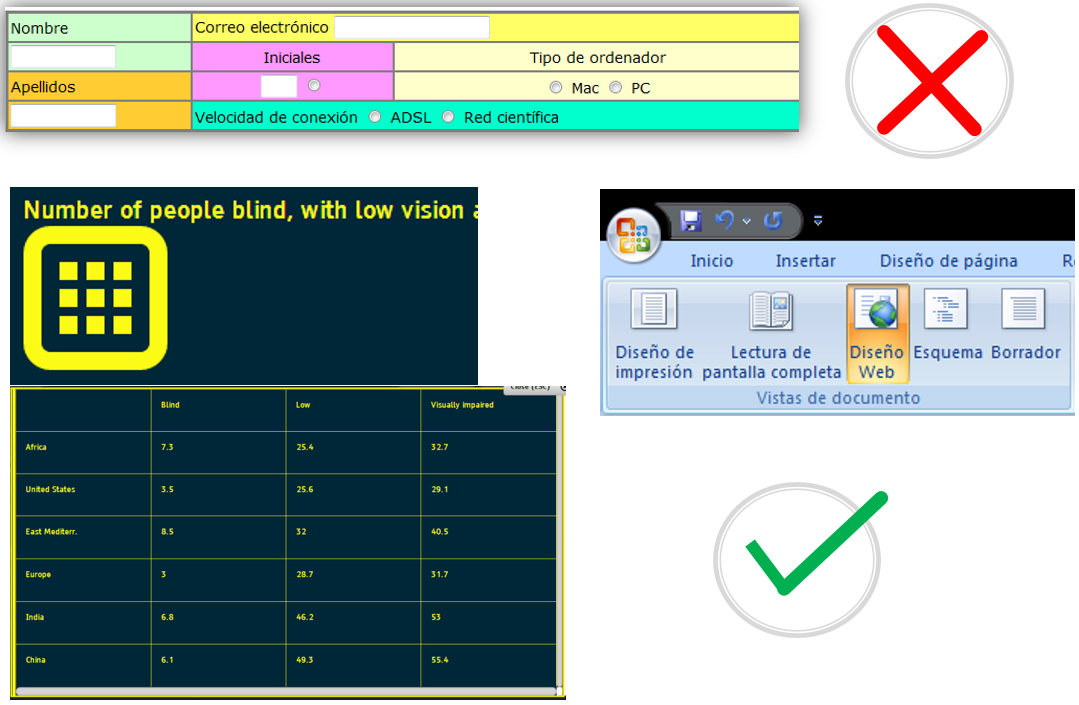 Nombre
Correo electrónico
Iniciales
Tipo de ordenador
Apellidos
Mac
PC
Velocidad de conexión
ADSL
Red científica
Number of people blind, with low vision
Close (ESC)
Blind Low Visually impaired
Africa 7.3 25.4 32.7
United States 3.5 25.6 29.1
East Mediterr. 8.5 32 40.5
Europe 3 28.7 31.7
India 6.8 46.2 53
China 6.1 49.3 55.4
Inicio Insertar Diseño de página
Diseño de impresión
Lectura de pantalla completa
Diseño Web
Esquema
Borrador
Vistas de documento